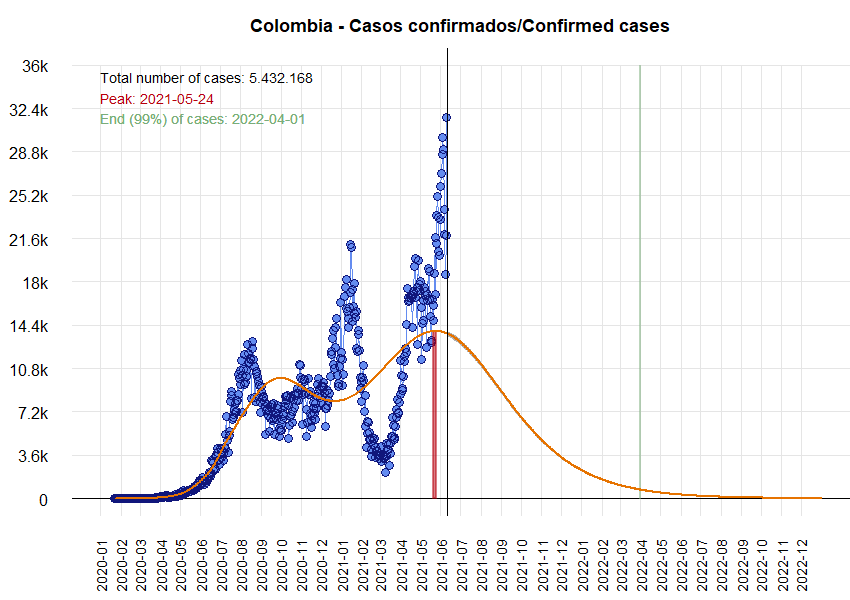 Colombia - Casos confirmados/Confirmed cases
36k
32.4k
28.8k
25.2k
21.6k
18k
14.4k
10.8k
7.2k
3.6k
0
Total number of cases: 5.432.168
Peak: 2021-05-24
End (99%) of cases: 2022-04-01
2020-01
2020-02
2020-03
2020-04
2020-05
2020-06
2020-07
2020-08
2020-09
2020-10
2020-11
2020-12
2021-01
2021-02
2021-03
2021-04
2021-05
2021-06
2021-07
2021-08
2021-09
2021-10
2021-11
2021-12
2022-01
2022-02
2022-03
2022-04
2022-05
2022-06
2022-07
2022-08
2022-09
2022-10
2022-11
2022-12